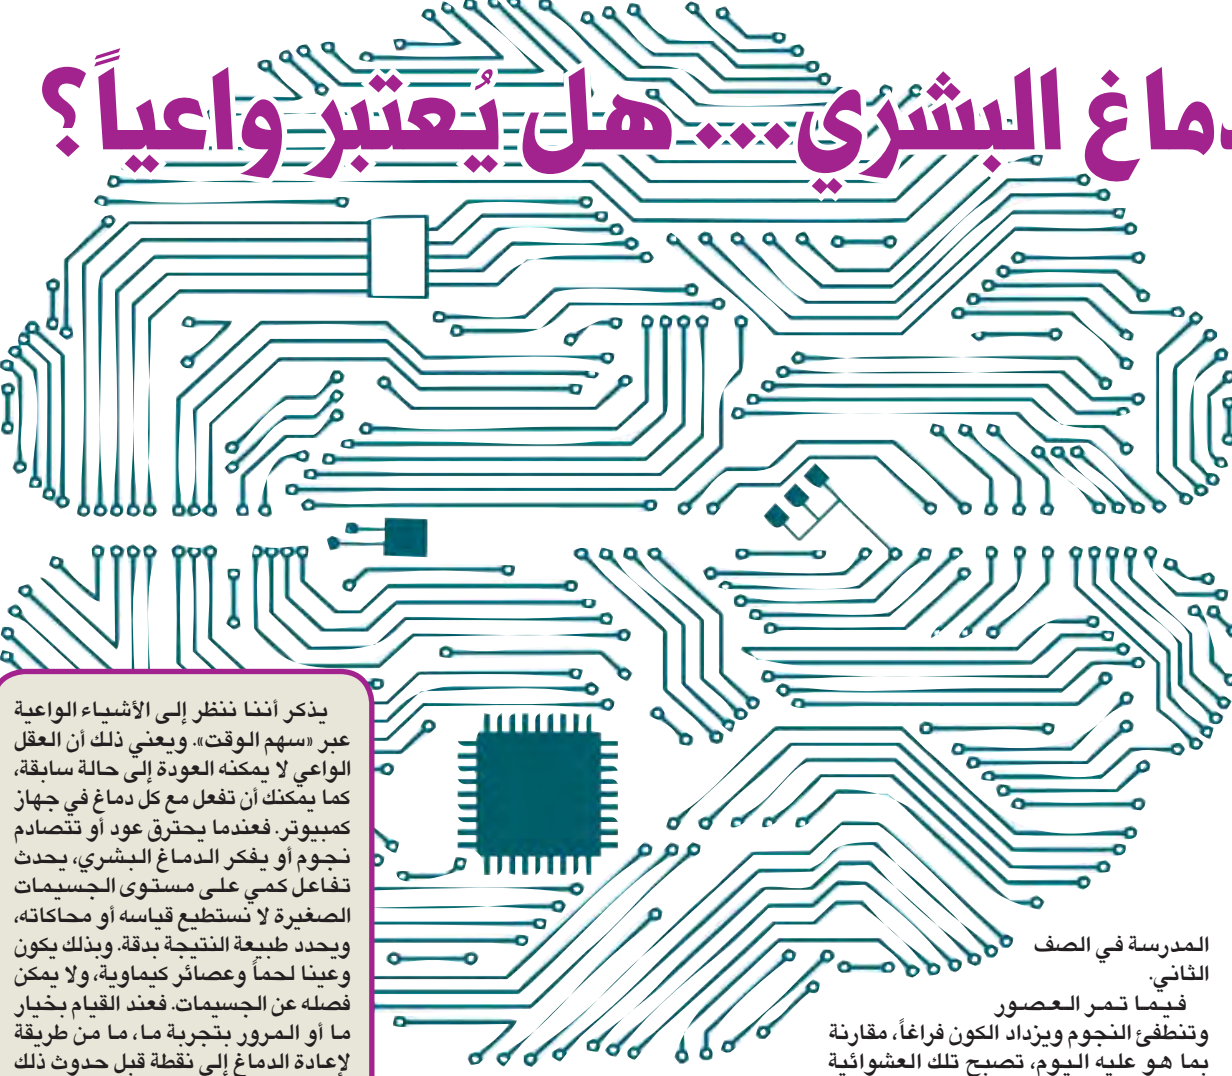 دماغ البشري... هل يُعتبر واعياً؟
المدرسة في الصف
الثاني.
فيما تمر العصور
وتنطفئ النجوم ويزداد الكون فراغاً، مقارنة
بما هو عليه اليوم، تصبح تلك العشوائية
يذكر أننا ننظر إلى الأشياء الواعية
عبر «سهم الوقت». ويعني ذلك أن العقل
الواعي لا يمكنه العودة إلى حالة سابقة،
كما يمكنك أن تفعل مع كل دماغ في جهاز
كمبيوتر. فعندما يحترق عود أو تتصادم
نجوم أو يفكر الدماغ البشري، يحدث
تفاعل كمي على مستوى الجسيمات
الصغيرة لا نستطيع قياسه أو محاكاته،
ويحدد طبيعة النتيجة بدقة. وبذلك يكون
وعينا لحماً وعصائر كيماوية، ولا يمكن
فصله عن الجسيمات. فعند القيام بخيار
ما أو المرور بتجربة ما، ما من طريقة
لإعادة الدماغ إلى نقطة قبل حدوث ذلك